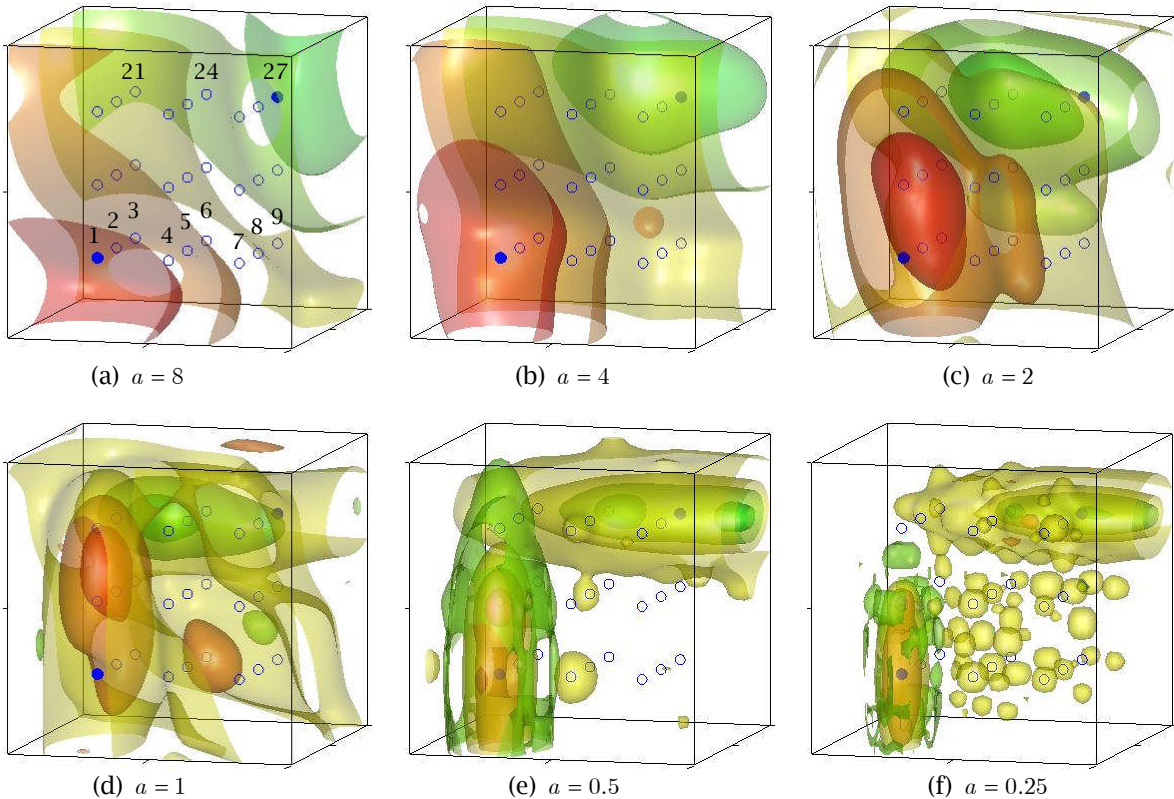 21 24 27
2 3
1 4 5 6 7 8 9
(a) a = 8
(b) a = 4
(c) a = 2
(d) a = 1
(e) a = 0.5
(f) a = 0.25